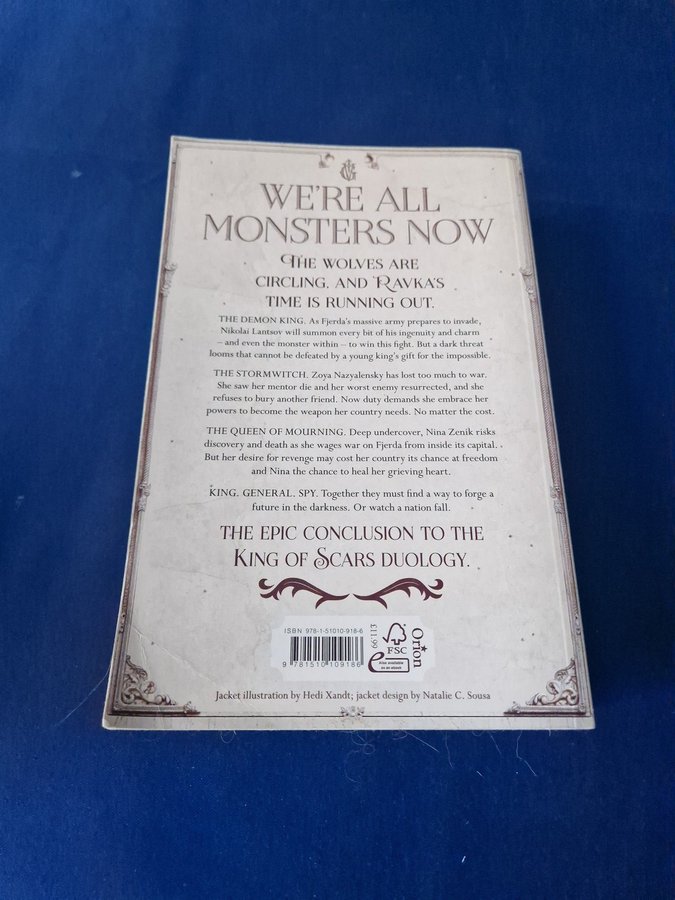 WE'RE ALL
MONSTERS NOW
THE WOLVES ARE
CIRCLING, AND RAVKA'S
TIME IS RUNNING OUT.
THE DEMON KING. As Fjerda's massive army prepares to invade,
Nikolai Lantsov will summon every bit of his ingenuity and charm
– and even the monster within – to win this fight. But a dark threat
looms that cannot be defeated by a young king's gift for the impossible.
THE STORMWITCH. Zoya Nazyalensky has lost too much to war.
She saw her mentor die and her worst enemy resurrected, and she
refuses to bury another friend. Now duty demands she embrace her
powers to become the weapon her country needs. No matter the cost.
THE QUEEN OF MOURNING. Deep undercover, Nina Zenik risks
discovery and death as she wages war on Fjerda from inside its capital.
But her desire for revenge may cost her country its chance at freedom
and Nina the chance to heal her grieving heart.
KING. GENERAL. SPY. Together they must find a way to forge a
future in the darkness. Or watch a nation fall.
THE EPIC CONCLUSION TO THE
KING OF SCARS DUOLOGY.
ISBN 978-1-51010-918-6
9 781510 109186
£11.99
FSC
e
Also available
as an ebook
Orion
Jacket illustration by Hedi Xandt; jacket design by Natalie C. Sousa